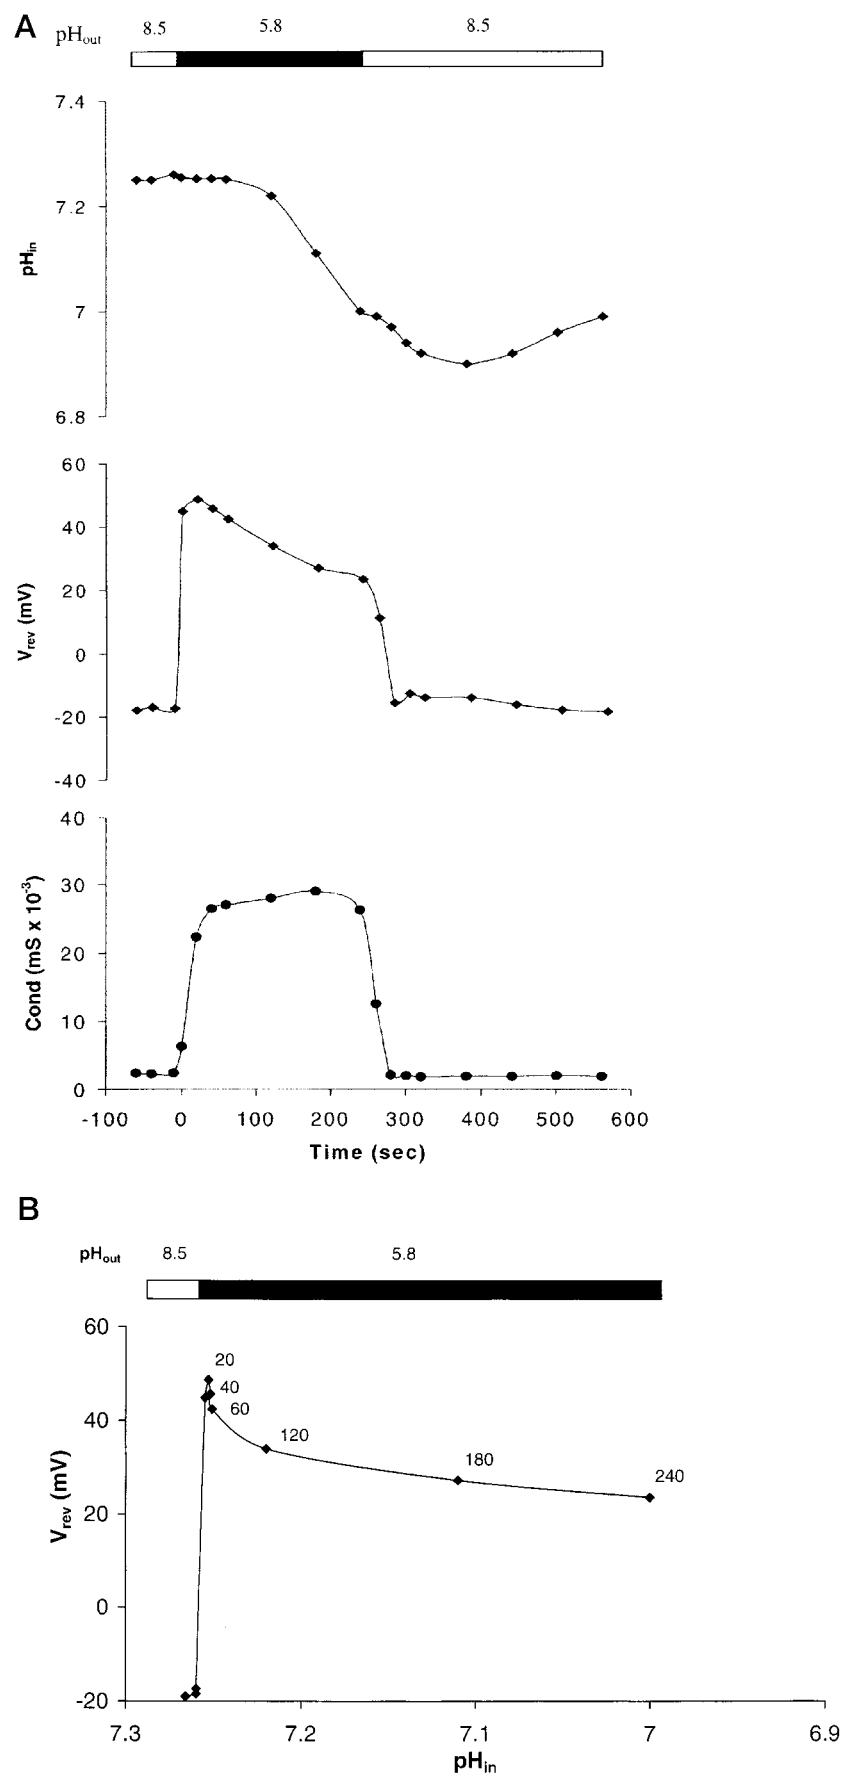 A pHout 8.5 5.8 8.5
7.4
7.2
7
6.8
pHin
60
40
20
0
-20
-40
Vrev (mV)
40
30
20
10
0
Cond (mS x 10-3)
-100 0 100 200 300 400 500 600
Time (sec)
B
pHout 8.5 5.8
60
40
20
0
-20
Vrev (mV)
20
40
60
120
180
240
7.3 7.2 7.1 7 6.9
pHin